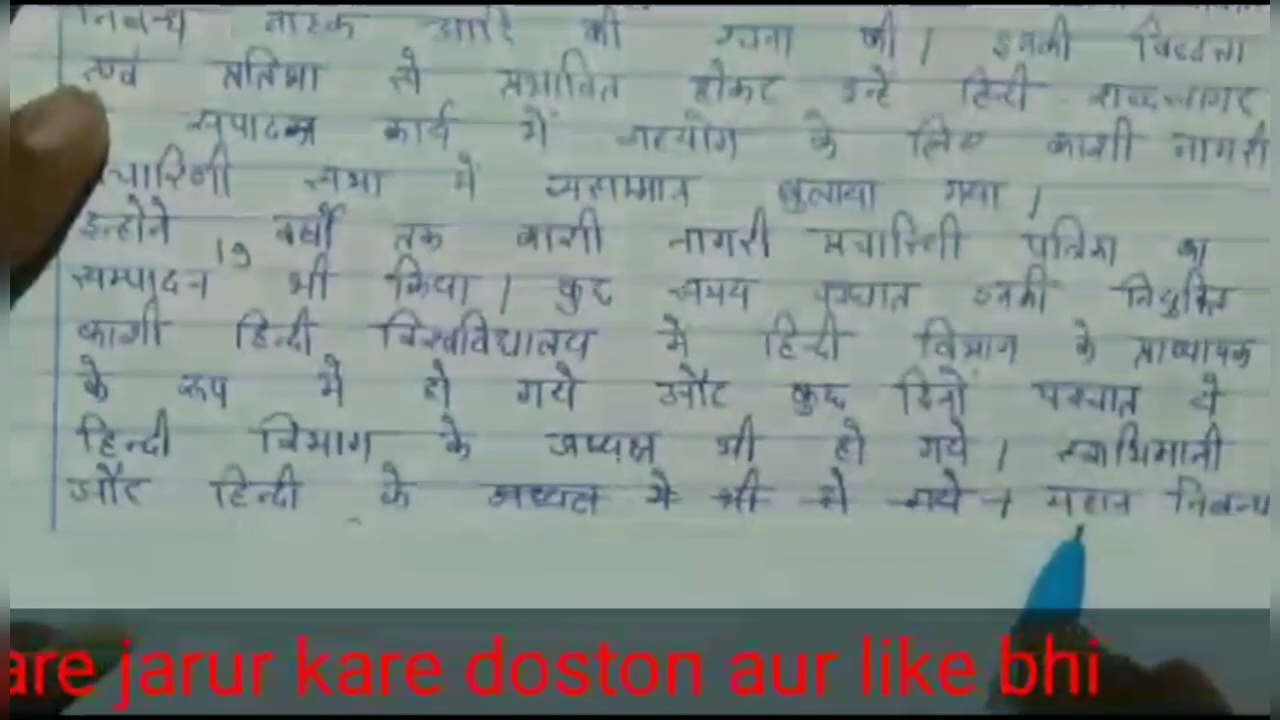 निबन्ध नाटक आदि की रचना की। इनकी विद्वत्ता
एवं प्रतिभा से प्रभावित होकर इन्हे हिन्दी शब्दसागर
सपादन कार्य में सहयोग के लिए काशी नागरी
प्रचारिणी सभा में ससम्मान बुलाया गया।
इन्होने 19 वर्षों तक काशी नागरी प्रचारिणी पत्रिका का
सम्पादन भी किया। कुछ समय पश्चात इनकी नियुक्ति
काशी हिन्दी विश्वविद्यालय में हिन्दी विभाग के प्राध्यापक
के रूप में हो गये और कुछ दिनों पश्चात ये
हिन्दी विभाग के अध्यक्ष भी हो गये। स्वाभिमानी
और हिन्दी के अध्यक्ष ये भी हो गये। महान निबन्ध
are jarur kare doston aur like bhi